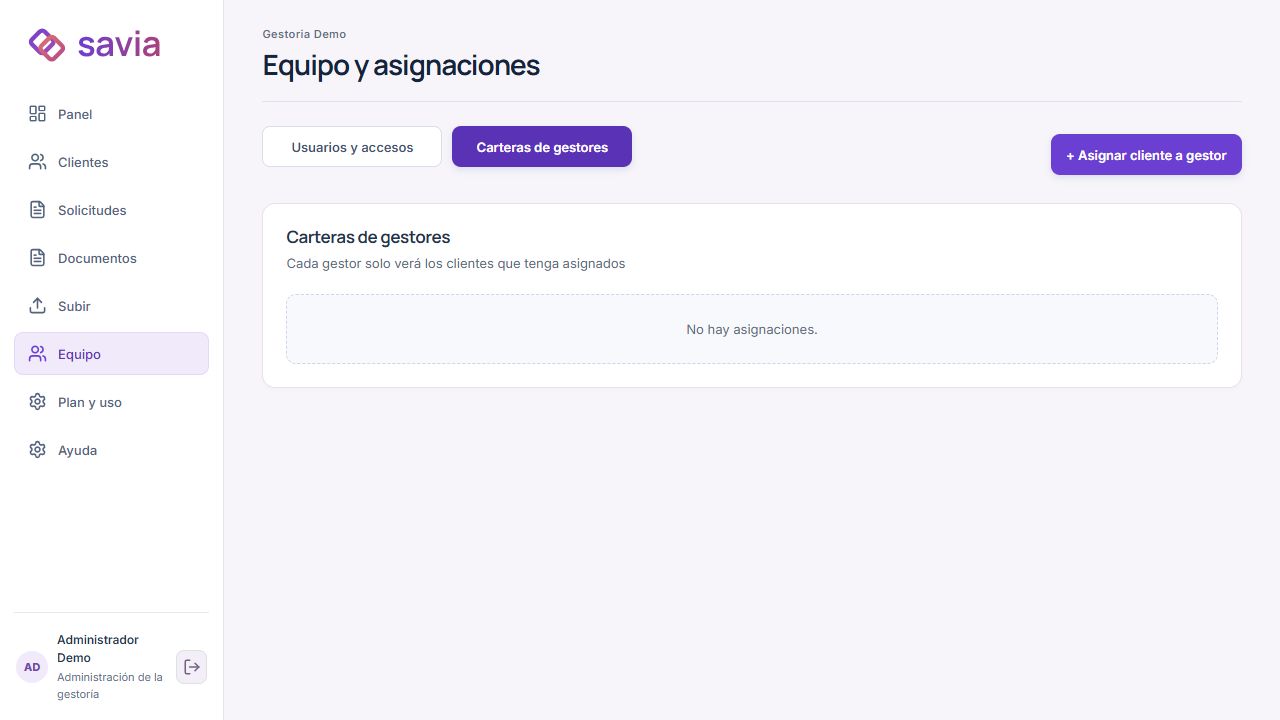 savia
Panel
Clientes
Solicitudes
Documentos
Subir
Equipo
Plan y uso
Ayuda
AD
Administrador
Demo
Administración de la
gestoría
Gestoria Demo
Equipo y asignaciones
Usuarios y accesos
Carteras de gestores
+ Asignar cliente a gestor
Carteras de gestores
Cada gestor solo verá los clientes que tenga asignados
No hay asignaciones.